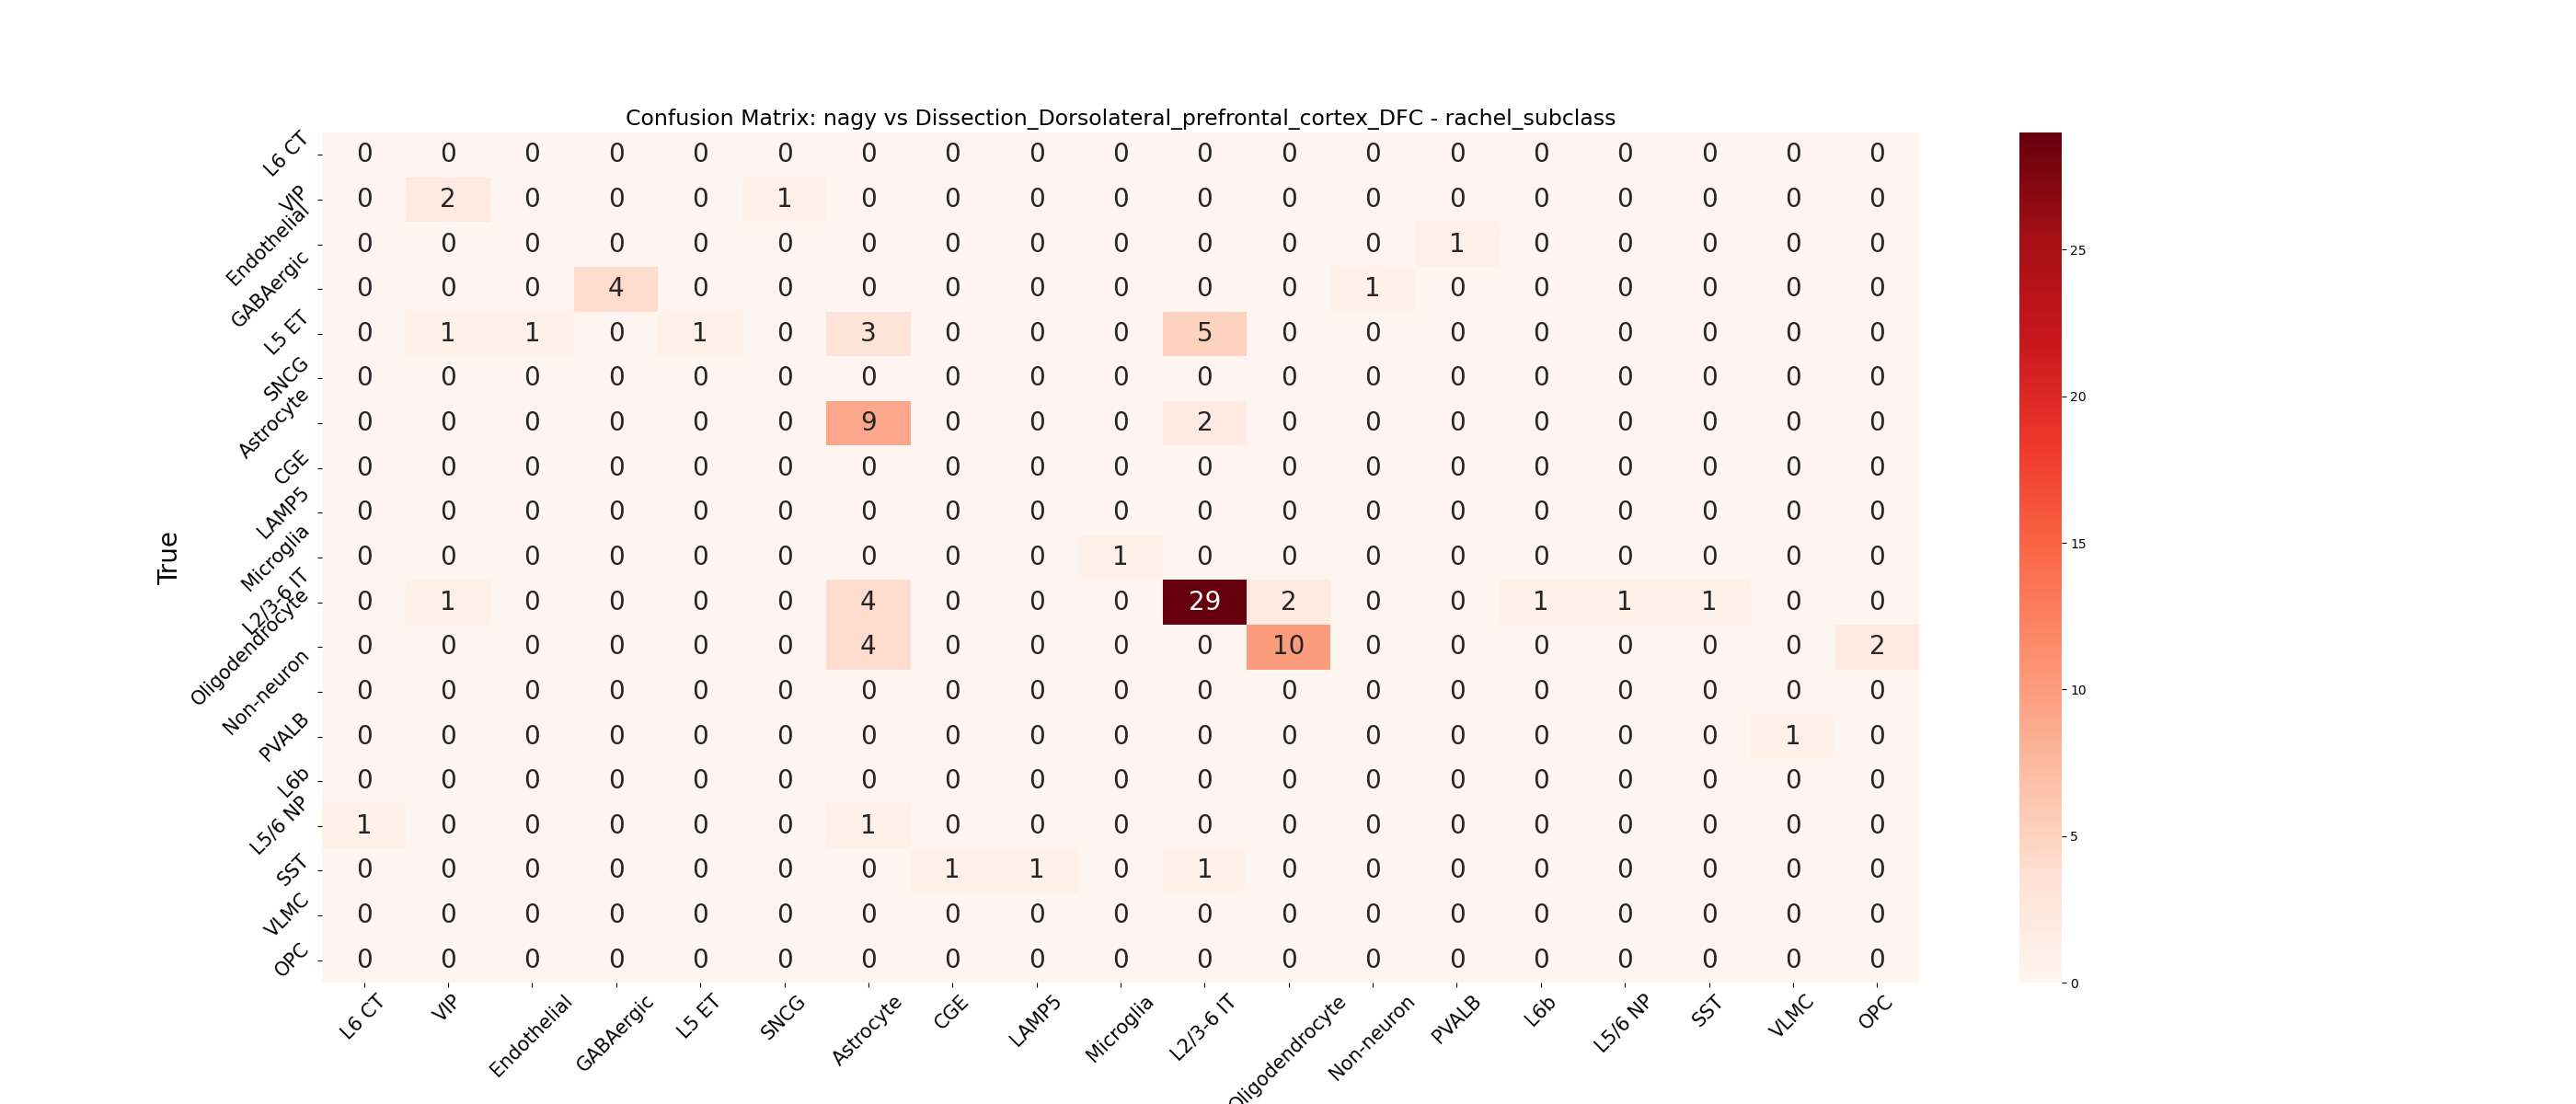 Confusion Matrix: nagy vs Dissection_Dorsolateral_prefrontal_cortex_DFC - rachel_subclass
True
L6 CT 0 0 0 0 0 0 0 0 0 0 0 0 0 0 0 0 0 0 0
VIP 0 2 0 0 0 1 0 0 0 0 0 0 0 0 0 0 0 0 0
Endothelial 0 0 0 0 0 0 0 0 0 0 0 0 0 1 0 0 0 0 0
GABAergic 0 0 0 4 0 0 0 0 0 0 0 0 1 0 0 0 0 0 0
L5 ET 0 1 1 0 1 0 3 0 0 0 5 0 0 0 0 0 0 0 0
SNCG 0 0 0 0 0 0 0 0 0 0 0 0 0 0 0 0 0 0 0
Astrocyte 0 0 0 0 0 0 9 0 0 0 2 0 0 0 0 0 0 0 0
CGE 0 0 0 0 0 0 0 0 0 0 0 0 0 0 0 0 0 0 0
LAMP5 0 0 0 0 0 0 0 0 0 0 0 0 0 0 0 0 0 0 0
Microglia 0 0 0 0 0 0 0 0 0 1 0 0 0 0 0 0 0 0 0
L2/3-6 IT 0 1 0 0 0 0 4 0 0 0 29 2 0 0 1 1 1 0 0
Oligodendrocyte 0 0 0 0 0 0 4 0 0 0 0 10 0 0 0 0 0 0 2
Non-neuron 0 0 0 0 0 0 0 0 0 0 0 0 0 0 0 0 0 0 0
PVALB 0 0 0 0 0 0 0 0 0 0 0 0 0 0 0 0 0 1 0
L6b 0 0 0 0 0 0 0 0 0 0 0 0 0 0 0 0 0 0 0
L5/6 NP 1 0 0 0 0 0 1 0 0 0 0 0 0 0 0 0 0 0 0
SST 0 0 0 0 0 0 0 1 1 0 1 0 0 0 0 0 0 0 0
VLMC 0 0 0 0 0 0 0 0 0 0 0 0 0 0 0 0 0 0 0
OPC 0 0 0 0 0 0 0 0 0 0 0 0 0 0 0 0 0 0 0
L6 CT VIP Endothelial GABAergic L5 ET SNCG Astrocyte CGE LAMP5 Microglia L2/3-6 IT Oligodendrocyte Non-neuron PVALB L6b L5/6 NP SST VLMC OPC
25
20
15
10
5
0